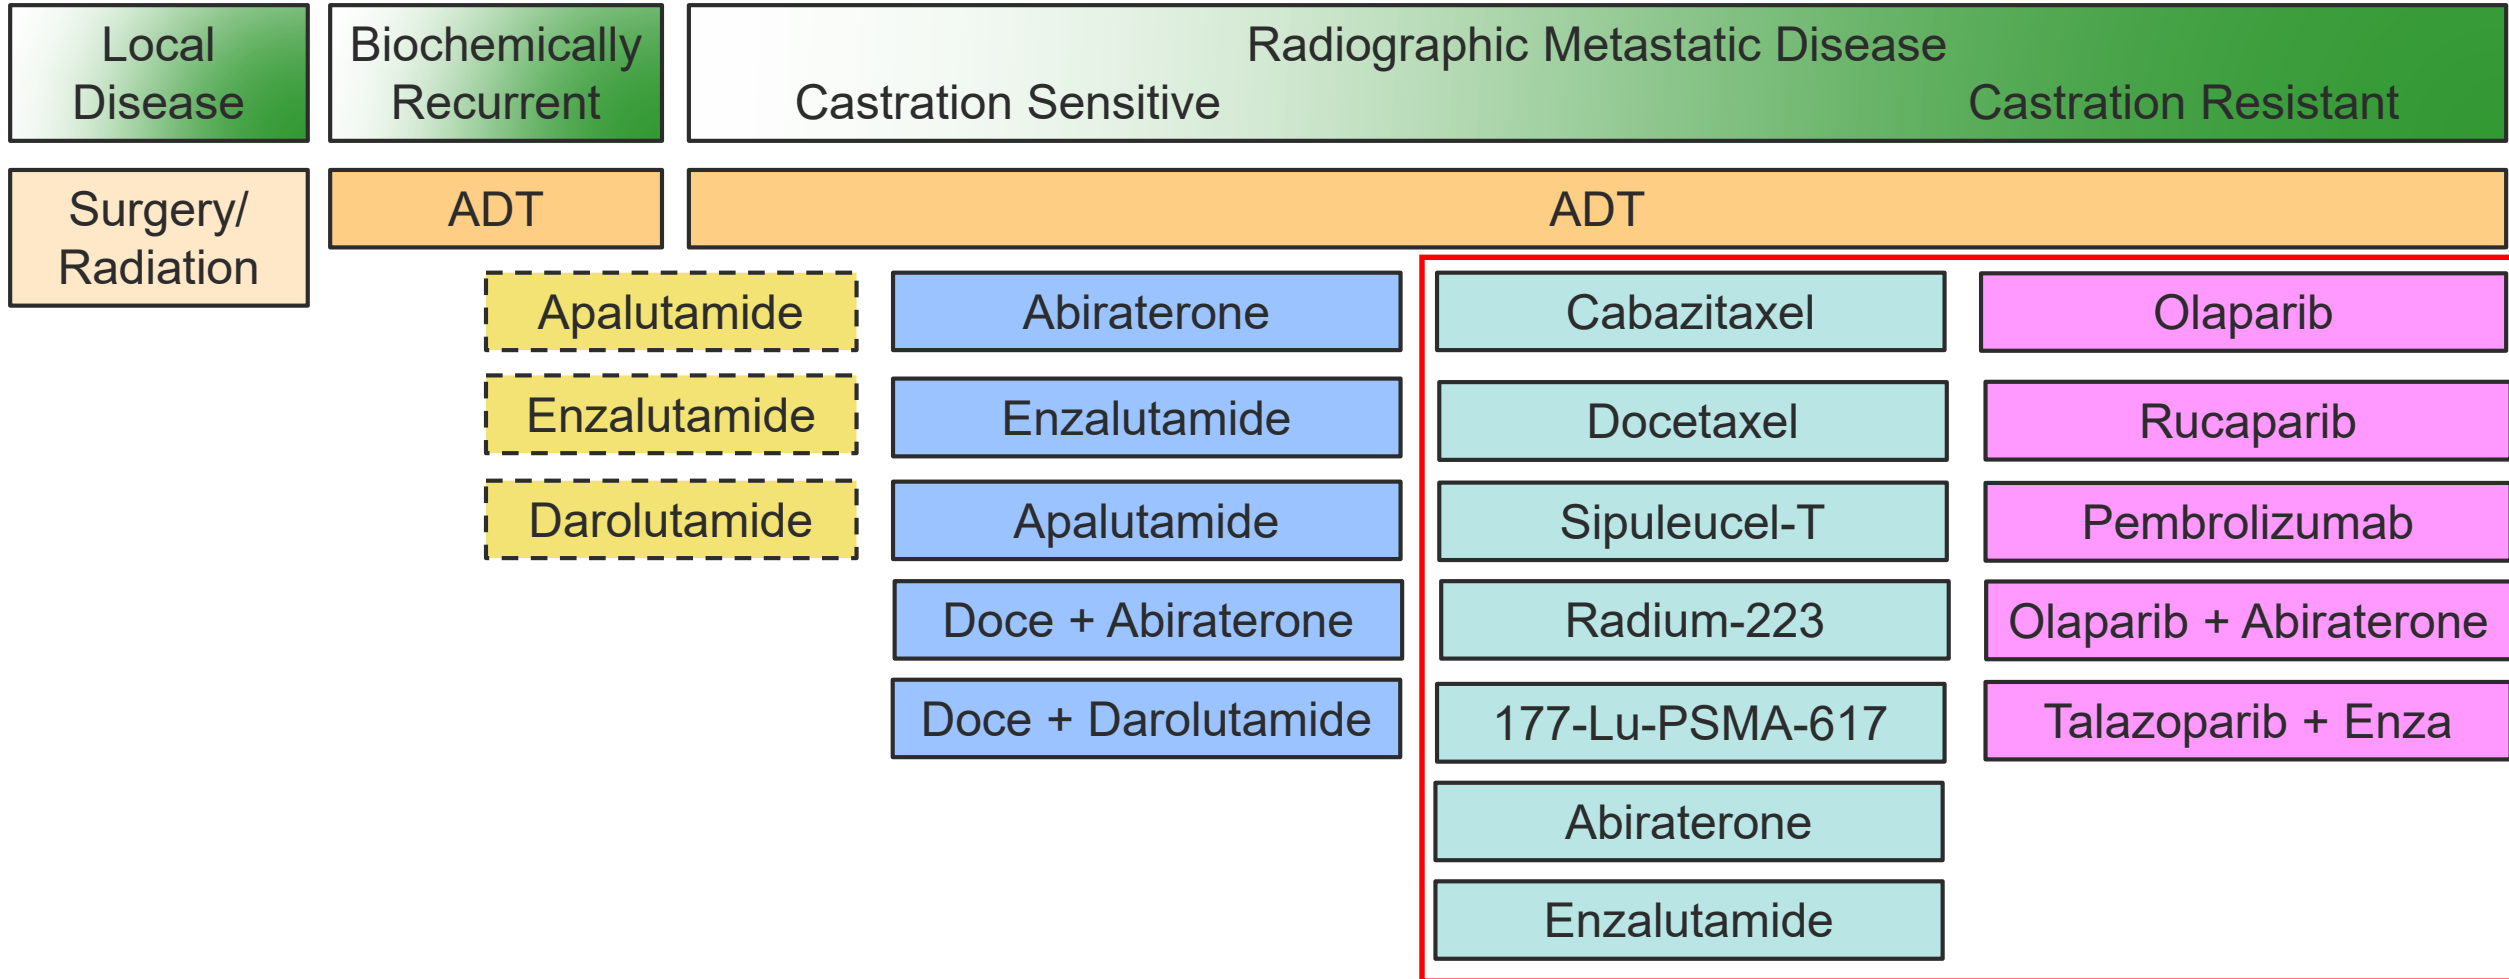 Local
Disease
Biochemically
Recurrent
Radiographic Metastatic Disease
Castration Sensitive
Castration Resistant
Surgery/
Radiation
ADT
ADT
Apalutamide
Enzalutamide
Darolutamide
Abiraterone
Enzalutamide
Apalutamide
Doce + Abiraterone
Doce + Darolutamide
Cabazitaxel
Docetaxel
Sipuleucel-T
Radium-223
177-Lu-PSMA-617
Abiraterone
Enzalutamide
Olaparib
Rucaparib
Pembrolizumab
Olaparib + Abiraterone
Talazoparib + Enza